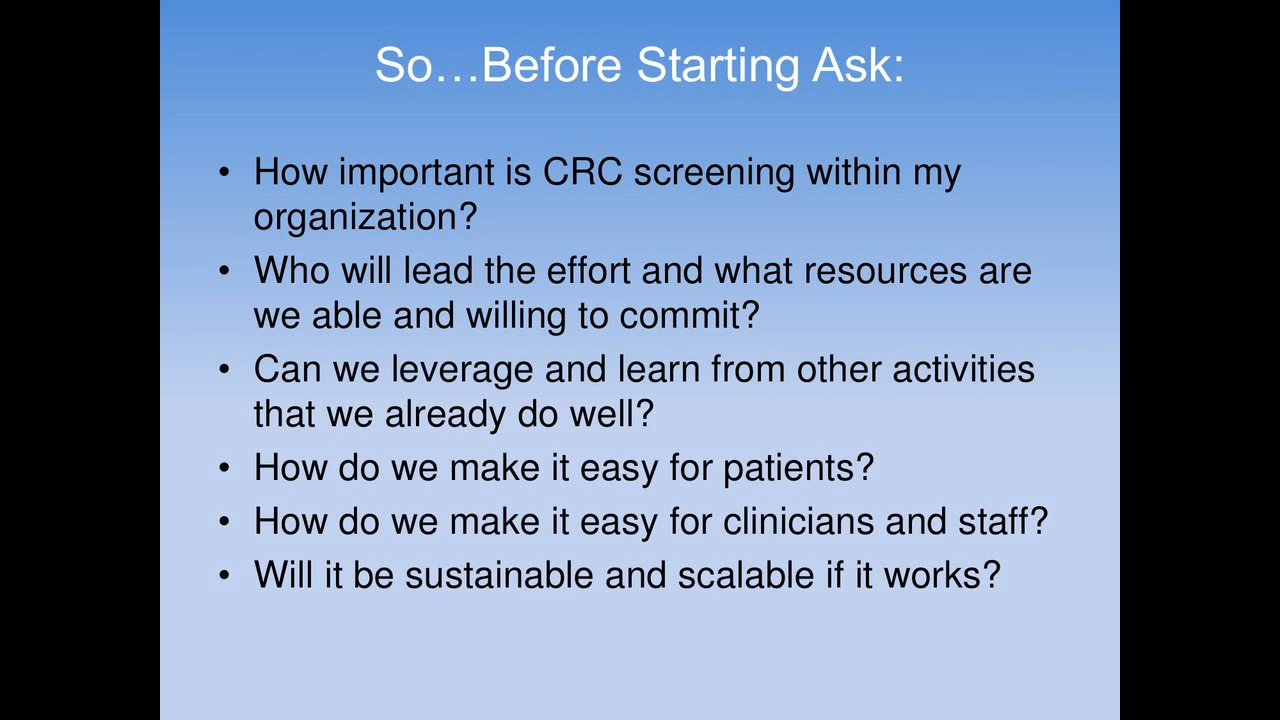 So…Before Starting Ask:
• How important is CRC screening within my
organization?
• Who will lead the effort and what resources are
we able and willing to commit?
• Can we leverage and learn from other activities
that we already do well?
• How do we make it easy for patients?
• How do we make it easy for clinicians and staff?
• Will it be sustainable and scalable if it works?